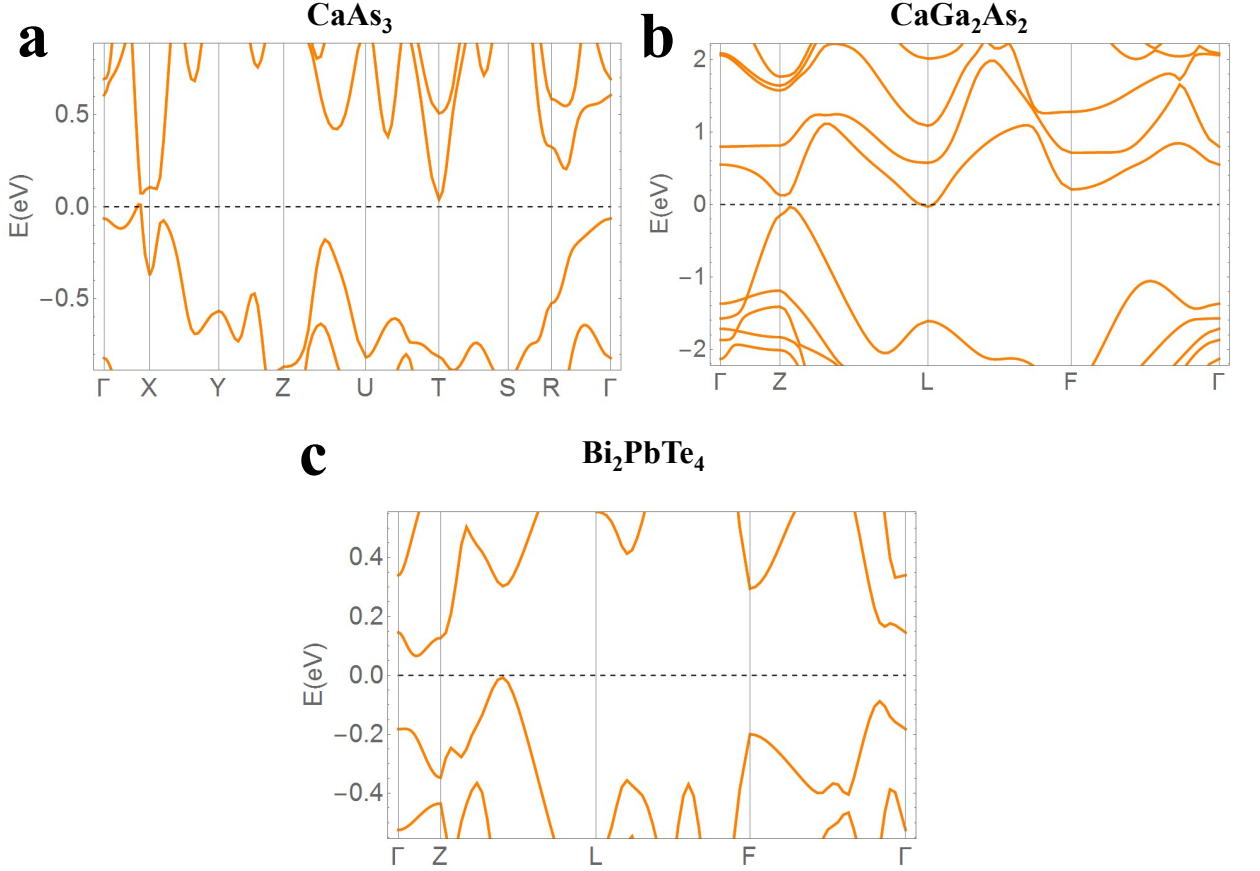 a
CaAs₃
E(eV)
0.5
0.0
−0.5
Γ X Y Z U T S R Γ
b
CaGa₂As₂
E(eV)
2
1
0
−1
−2
Γ Z L F Γ
c
Bi₂PbTe₄
E(eV)
0.4
0.2
0.0
−0.2
−0.4
Γ Z L F Γ